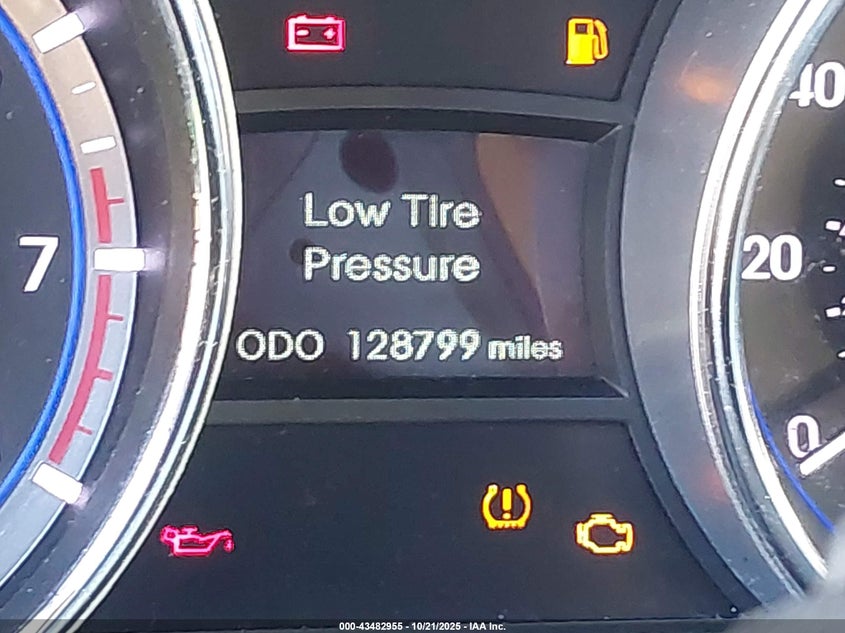 40
Low Tire
Pressure
7
20
ODO 128799 miles
0
000-43482955 - 10/21/2025 - IAA Inc.